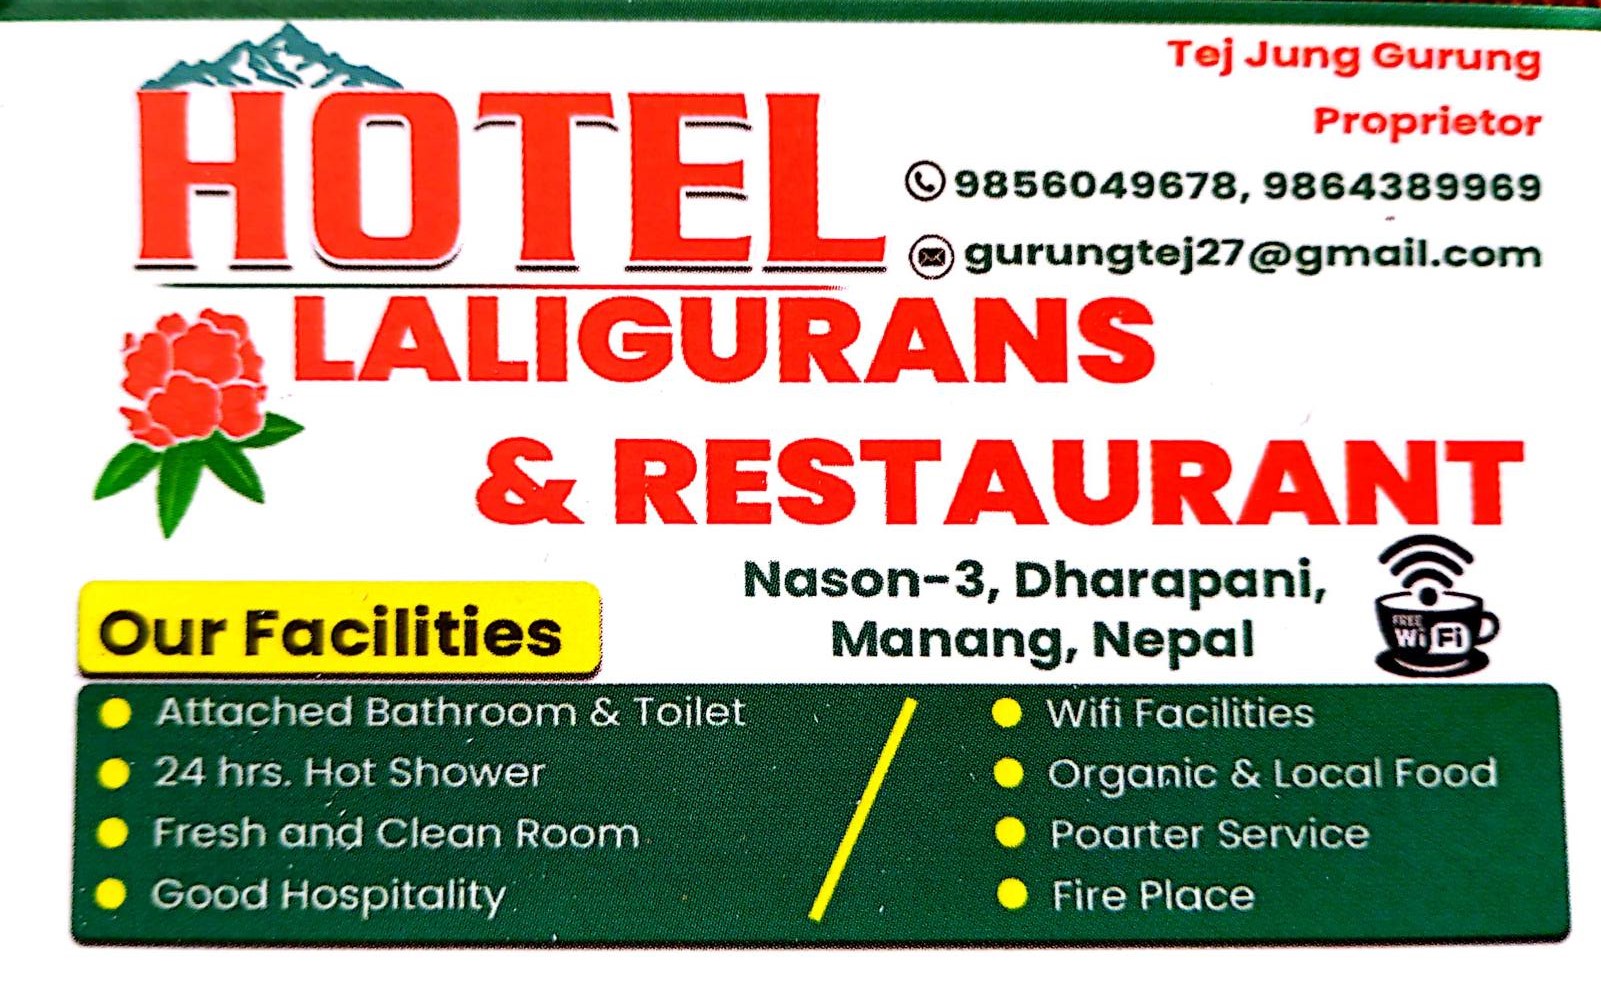 Tej Jung Gurung
Proprietor
9856049678, 9864389969
gurungtej27@gmail.com
HOTEL
LALIGURANS
& RESTAURANT
Nason-3, Dharapani,
Manang, Nepal
FREE
WiFi
Our Facilities
Attached Bathroom & Toilet
24 hrs. Hot Shower
Fresh and Clean Room
Good Hospitality
Wifi Facilities
Organic & Local Food
Poarter Service
Fire Place